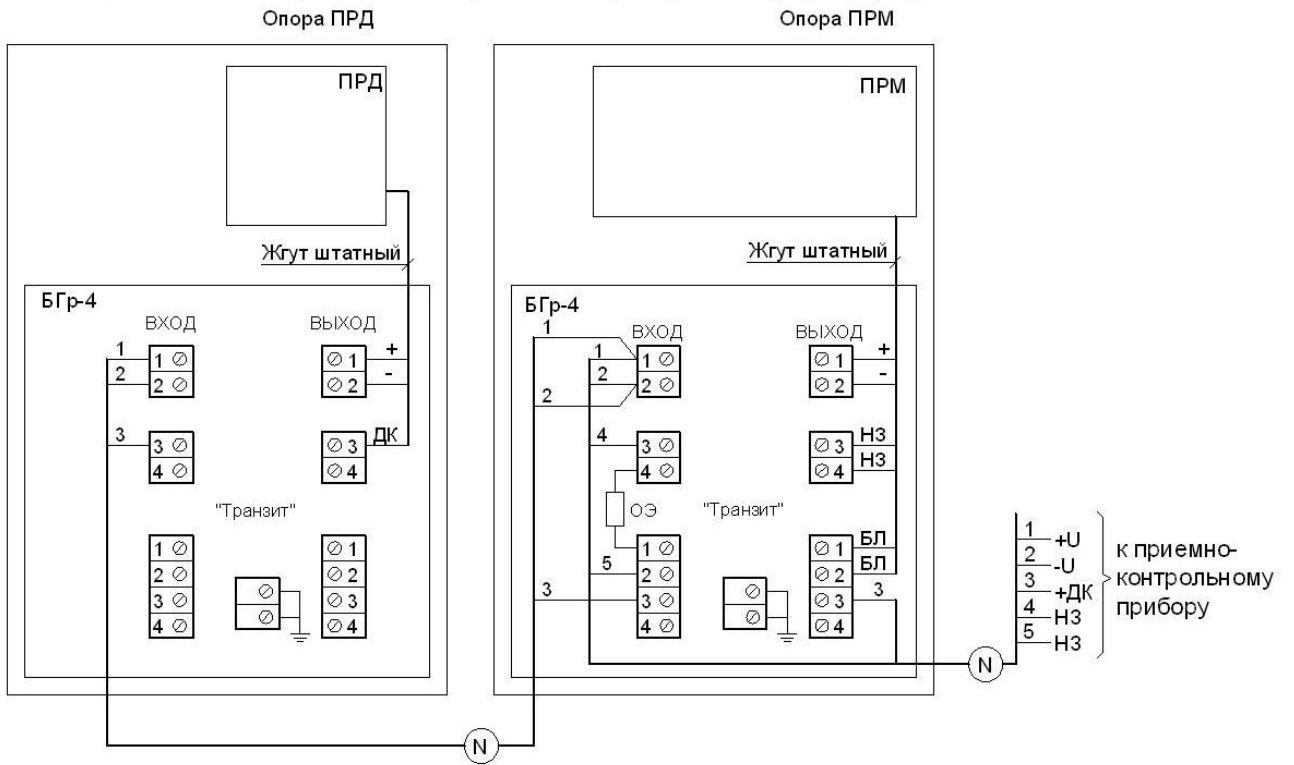 Опора ПРД
Опора ПРМ
ПРД
ПРМ
Жгут штатный
Жгут штатный
БГр-4
ВХОД
ВЫХОД
1
2
1
2
1
2
+
-
3
3
4
3
4
ДК
"Транзит"
1
2
3
4
1
2
3
4
БГр-4
1
ВХОД
ВЫХОД
1
2
2
1
2
1
2
+
-
4
3
4
3
4
НЗ
НЗ
ОЭ
"Транзит"
5
3
1
2
3
4
1
2
3
4
БЛ
БЛ
3
1 +U
2 -U
3 +ДК
4 НЗ
5 НЗ
к приемно-
контрольному
прибору
N
N